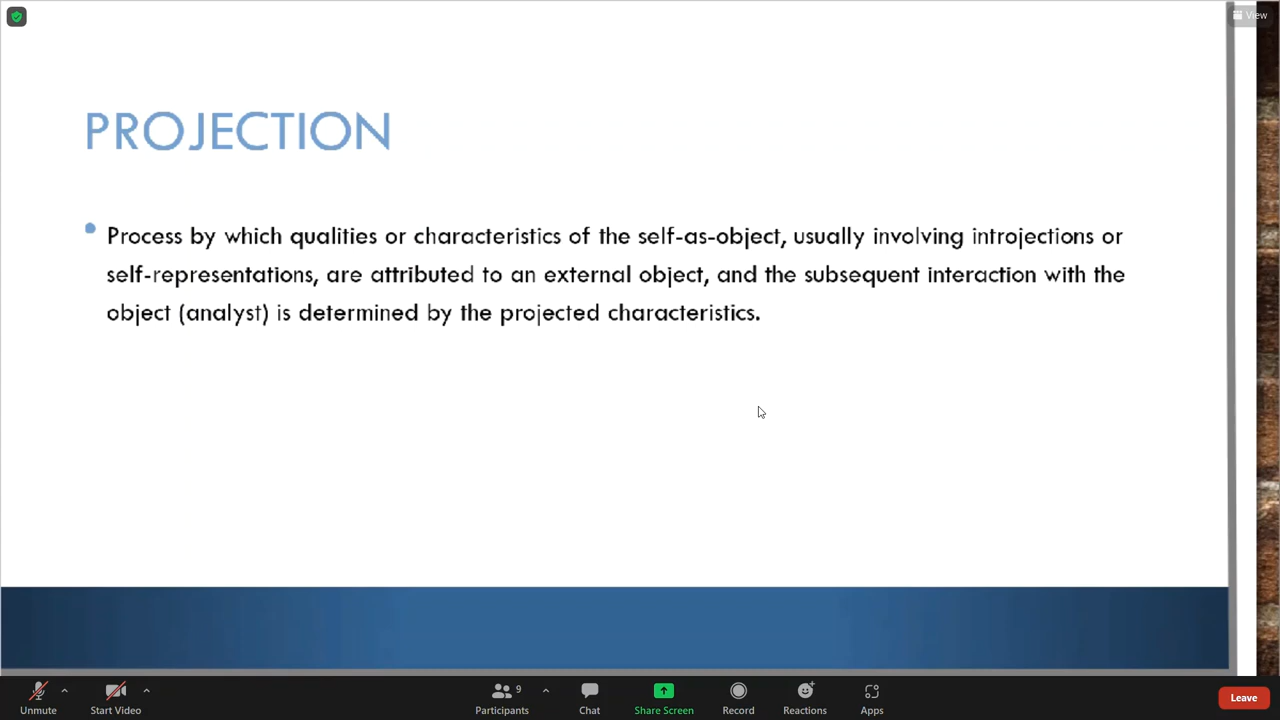 View
PROJECTION
Process by which qualities or characteristics of the self-as-object, usually involving introjections or
self-representations, are attributed to an external object, and the subsequent interaction with the
object (analyst) is determined by the projected characteristics.
Unmute
Start Video
9
Participants
Chat
Share Screen
Record
Reactions
Apps
Leave